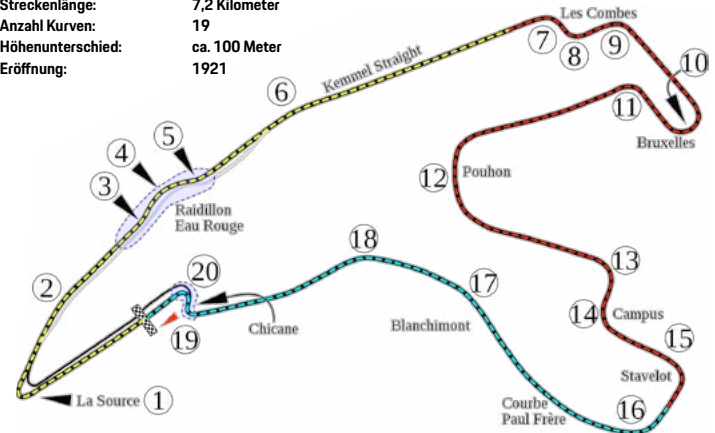 Streckenlänge: 7,2 Kilometer
Anzahl Kurven: 19
Höhenunterschied: ca. 100 Meter
Eröffnung: 1921
Les Combes
7
8
9
10
Kemmel Straight
6
11
Bruxelles
5
4
3
Raidillon
Eau Rouge
12
Pouhon
2
18
13
20
17
14
Campus
Chicane
19
Blanchimont
15
Stavelot
La Source
1
Courbe
Paul Frère
16